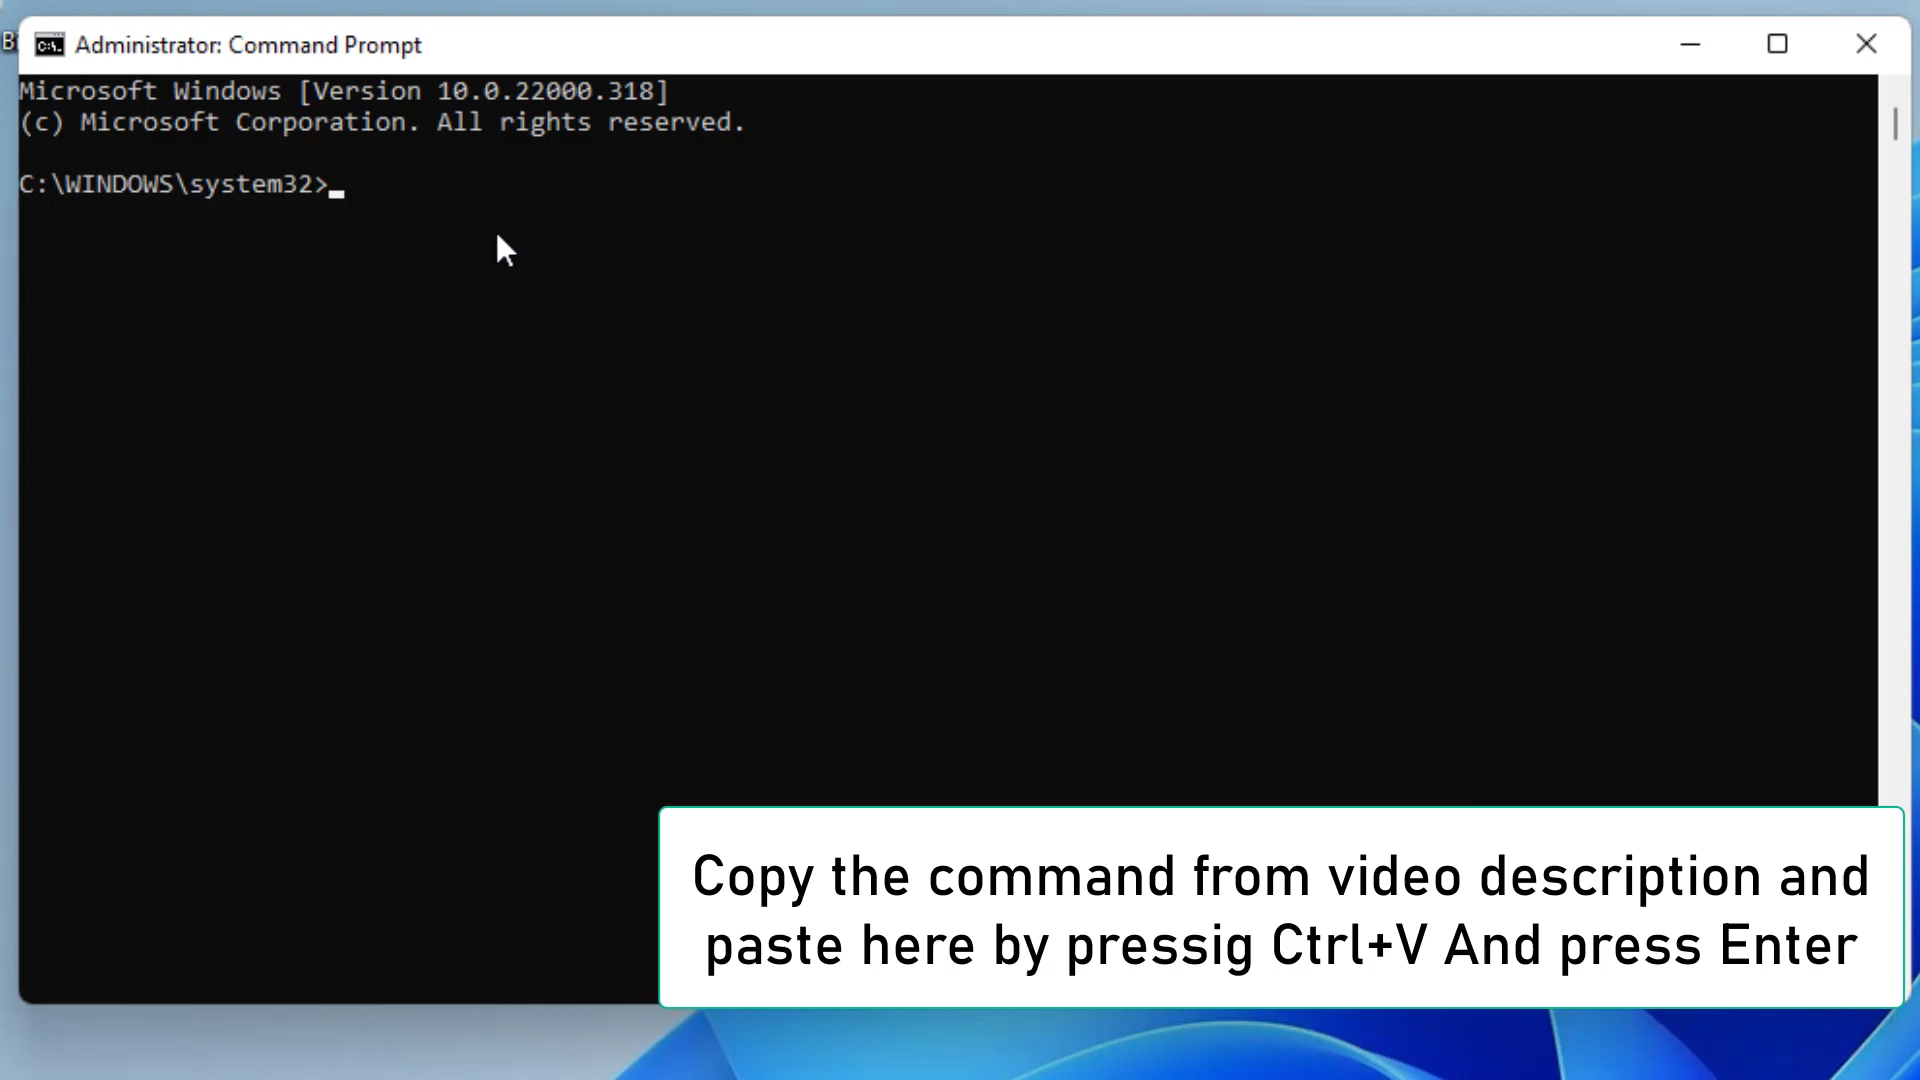 B
Administrator: Command Prompt
Microsoft Windows [Version 10.0.22000.318]
(c) Microsoft Corporation. All rights reserved.
C:\WINDOWS\system32>
Copy the command from video description and
paste here by pressig Ctrl+V And press Enter